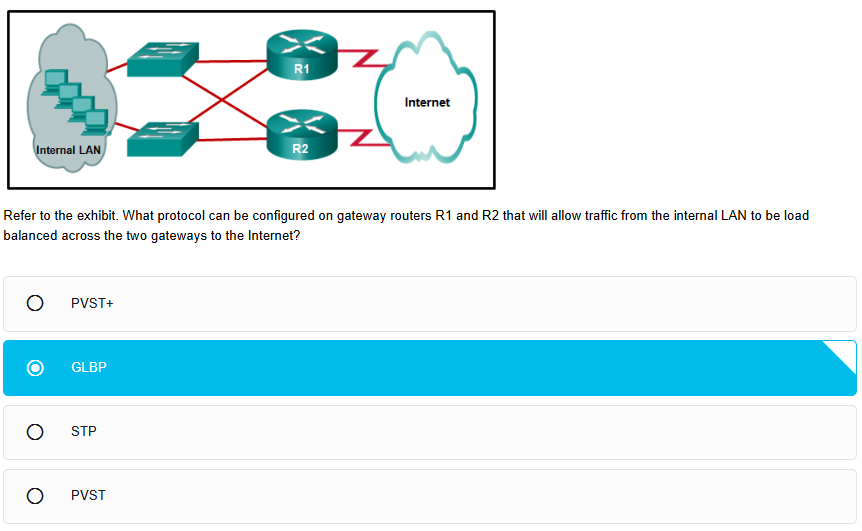 R1
Internet
Internal LAN
R2
Refer to the exhibit. What protocol can be configured on gateway routers R1 and R2 that will allow traffic from the internal LAN to be load
balanced across the two gateways to the Internet?
PVST+
GLBP
STP
PVST